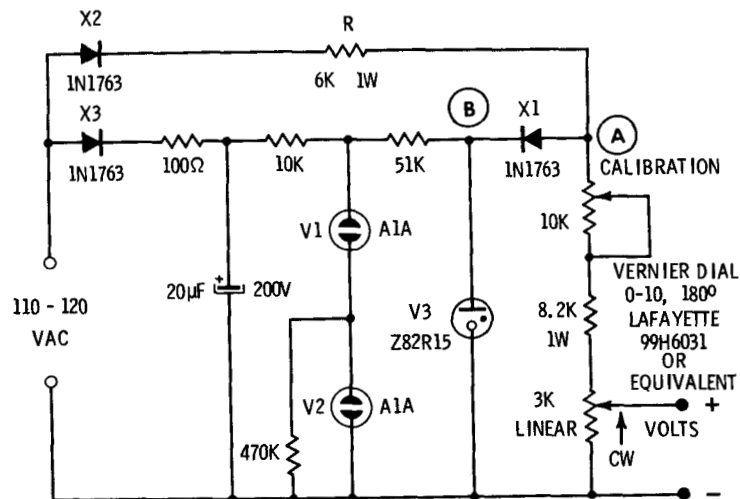 X2
1N1763
R
6K 1W
X3
1N1763
100Ω
10K
51K
B
X1
1N1763
A
CALIBRATION
10K
V1
A1A
20µF
+
200V
110 - 120
VAC
V3
Z82R15
8.2K
1W
VERNIER DIAL
0-10, 180º
LAFAYETTE
99H6031
OR
EQUIVALENT
V2
A1A
470K
3K
LINEAR
CW
+
VOLTS
-